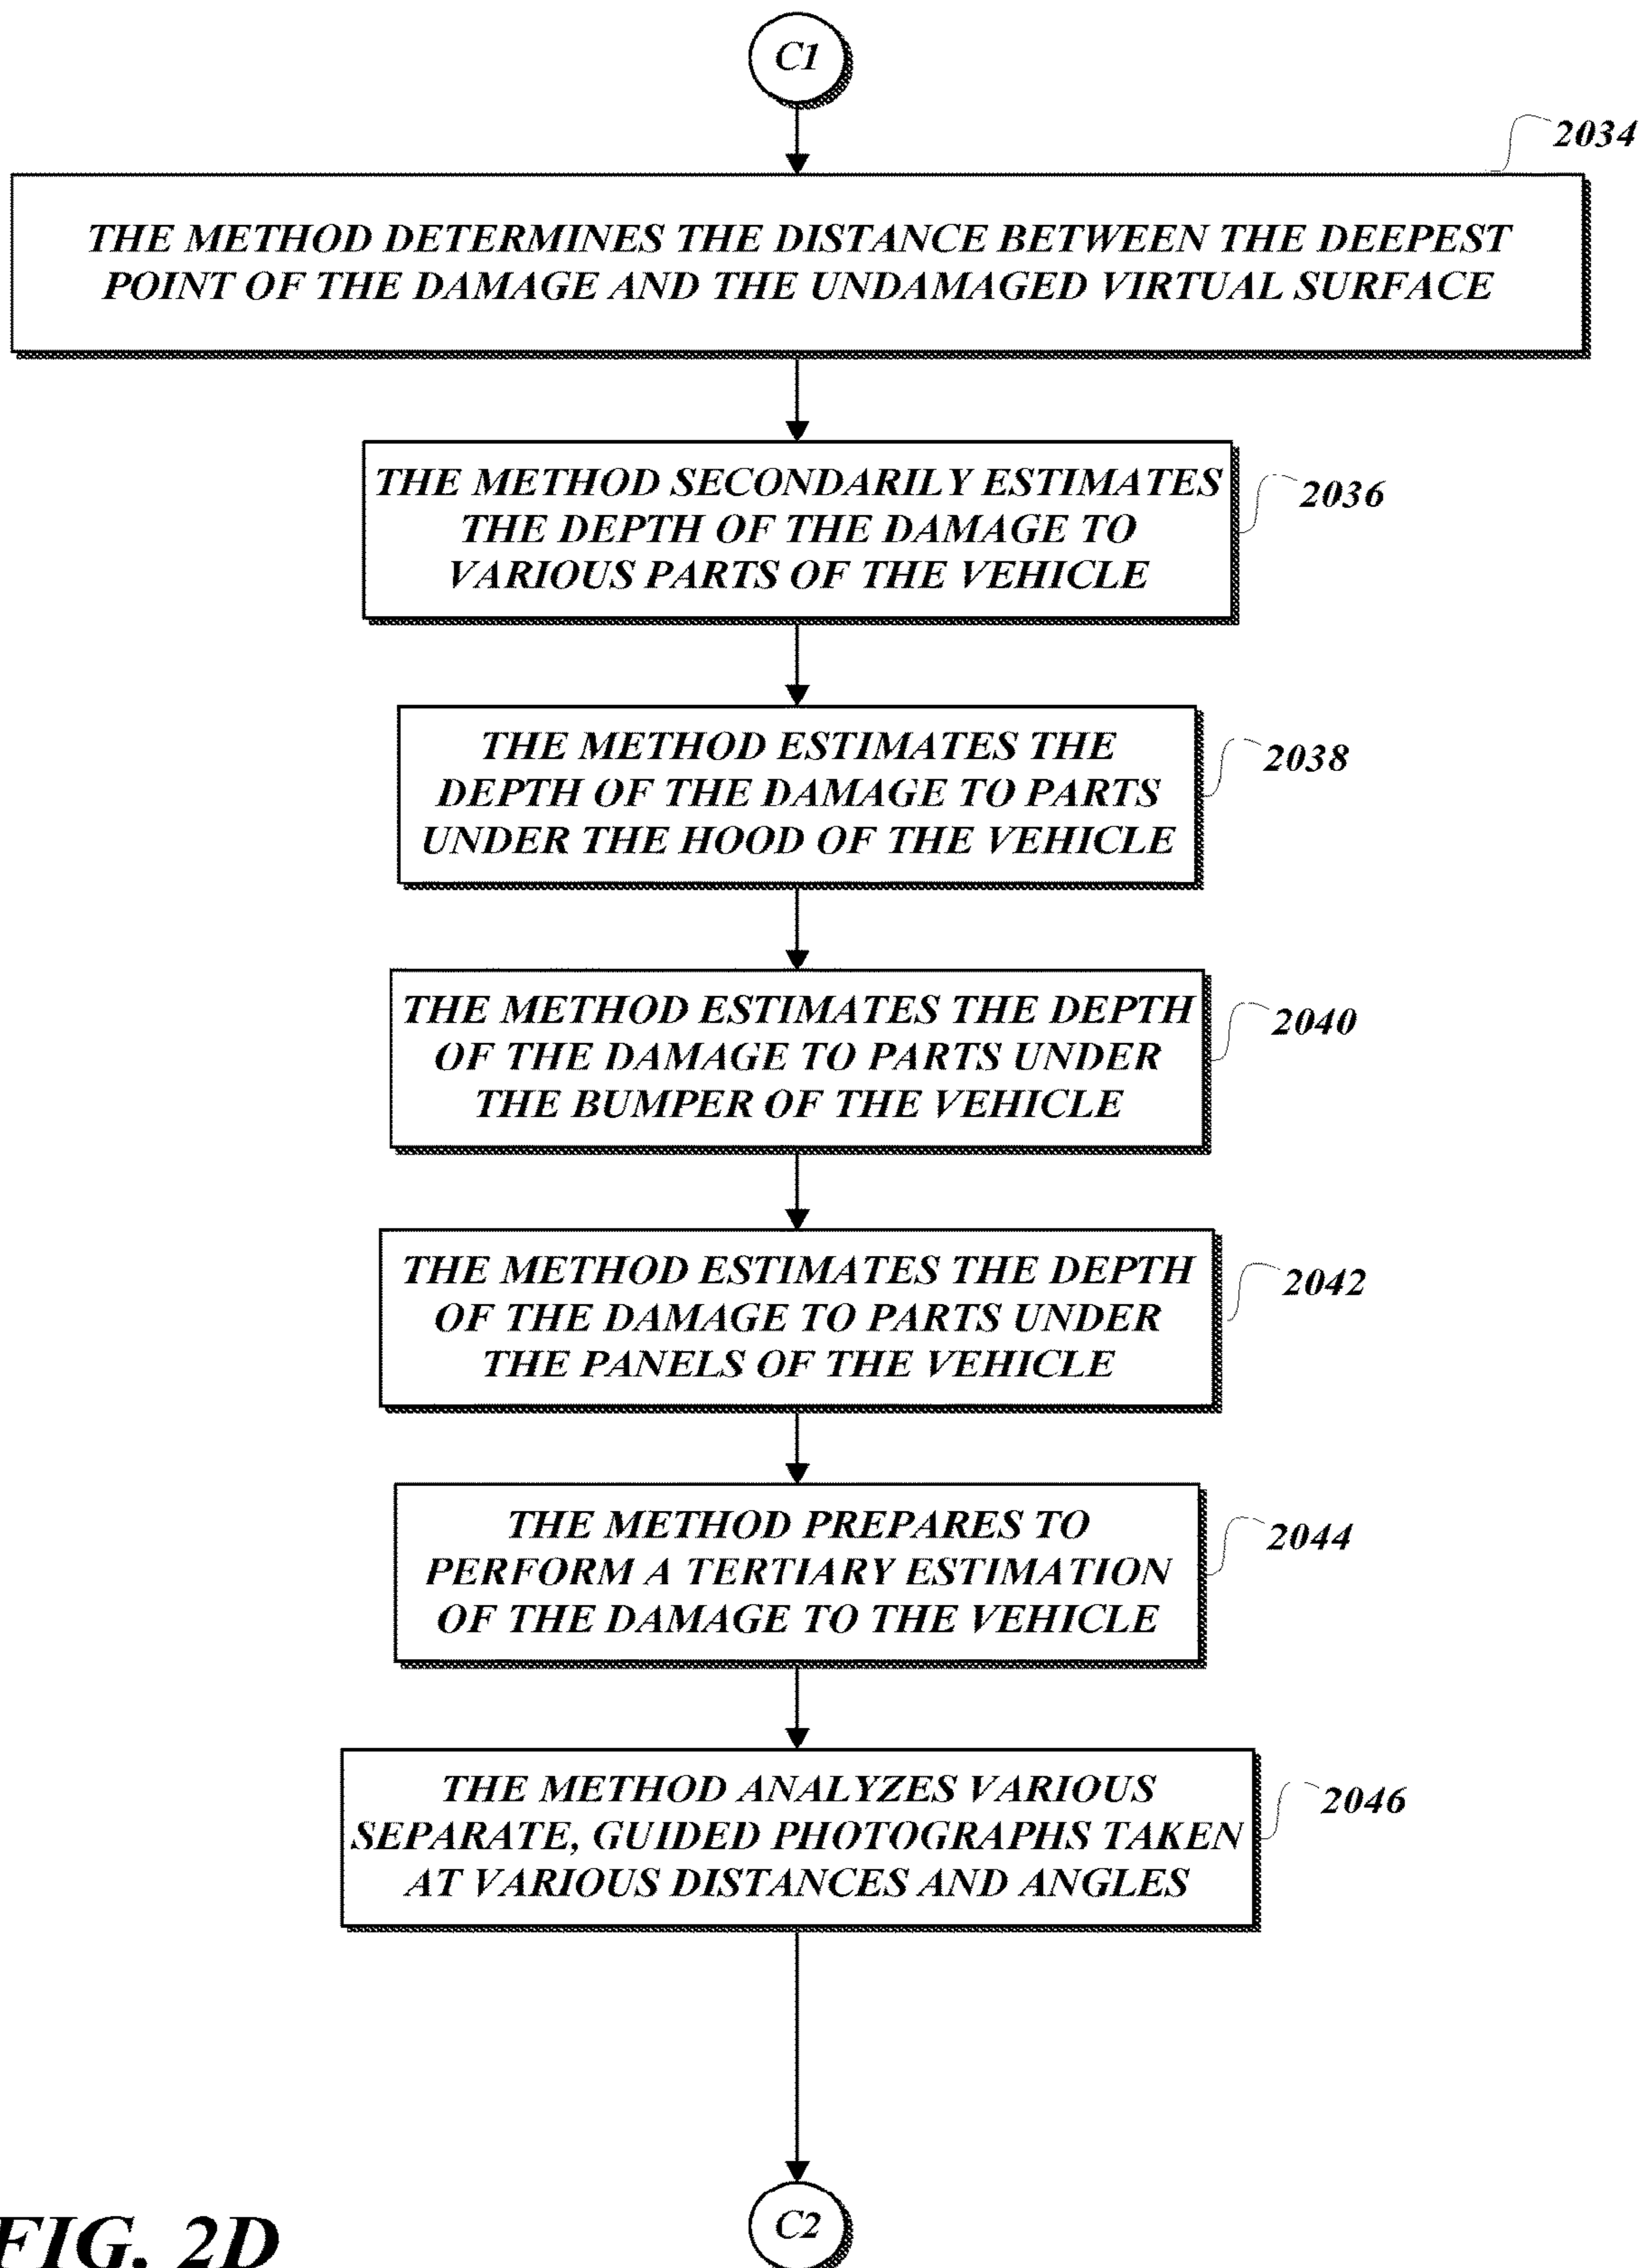 C1
2034
THE METHOD DETERMINES THE DISTANCE BETWEEN THE DEEPEST
POINT OF THE DAMAGE AND THE UNDAMAGED VIRTUAL SURFACE
THE METHOD SECONDARILY ESTIMATES
THE DEPTH OF THE DAMAGE TO
VARIOUS PARTS OF THE VEHICLE
2036
THE METHOD ESTIMATES THE
DEPTH OF THE DAMAGE TO PARTS
UNDER THE HOOD OF THE VEHICLE
2038
THE METHOD ESTIMATES THE DEPTH
OF THE DAMAGE TO PARTS UNDER
THE BUMPER OF THE VEHICLE
2040
THE METHOD ESTIMATES THE DEPTH
OF THE DAMAGE TO PARTS UNDER
THE PANELS OF THE VEHICLE
2042
THE METHOD PREPARES TO
PERFORM A TERTIARY ESTIMATION
OF THE DAMAGE TO THE VEHICLE
2044
THE METHOD ANALYZES VARIOUS
SEPARATE, GUIDED PHOTOGRAPHS TAKEN
AT VARIOUS DISTANCES AND ANGLES
2046
C2
FIG. 2D